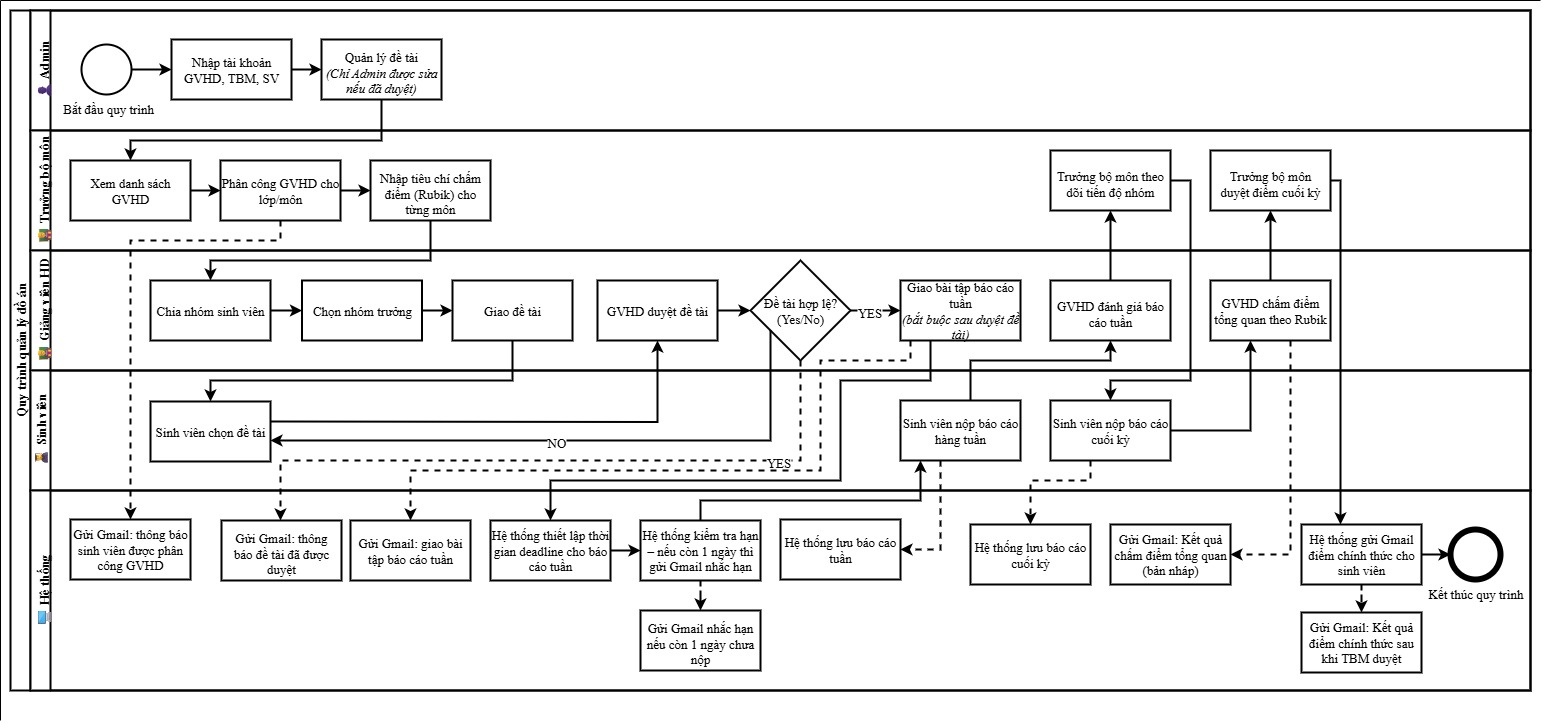 Quy trình quản lý đồ án
Admin
Bắt đầu quy trình
Nhập tài khoản
GVHD, TBM, SV
Quản lý đề tài
(Chỉ Admin được sửa
nếu đã duyệt)
Trưởng bộ môn
Xem danh sách
GVHD
Phân công GVHD cho
lớp/môn
Nhập tiêu chí chấm
điểm (Rubik) cho
từng môn
Trưởng bộ môn theo
dõi tiến độ nhóm
Trưởng bộ môn
duyệt điểm cuối kỳ
Giảng viên HD
Chia nhóm sinh viên
Chọn nhóm trưởng
Giao đề tài
GVHD duyệt đề tài
Đề tài hợp lệ?
(Yes/No)
YES
Giao bài tập báo cáo
tuần
(bắt buộc sau duyệt đề
tài)
GVHD đánh giá báo
cáo tuần
GVHD chấm điểm
tổng quan theo Rubik
Sinh viên
Sinh viên chọn đề tài
NO
YES
Sinh viên nộp báo cáo
hàng tuần
Sinh viên nộp báo cáo
cuối kỳ
Hệ thống
Gửi Gmail: thông báo
sinh viên được phân
công GVHD
Gửi Gmail: thông
báo đề tài đã được
duyệt
Gửi Gmail: giao bài
tập báo cáo tuần
Hệ thống thiết lập thời
gian deadline cho báo
cáo tuần
Hệ thống kiểm tra hạn
– nếu còn 1 ngày thì
gửi Gmail nhắc hạn
Hệ thống lưu báo cáo
tuần
Hệ thống lưu báo cáo
cuối kỳ
Gửi Gmail: Kết quả
chấm điểm tổng quan
(bản nháp)
Hệ thống gửi Gmail
điểm chính thức cho
sinh viên
Kết thúc quy trình
Gửi Gmail nhắc hạn
nếu còn 1 ngày chưa
nộp
Gửi Gmail: Kết quả
điểm chính thức sau
khi TBM duyệt